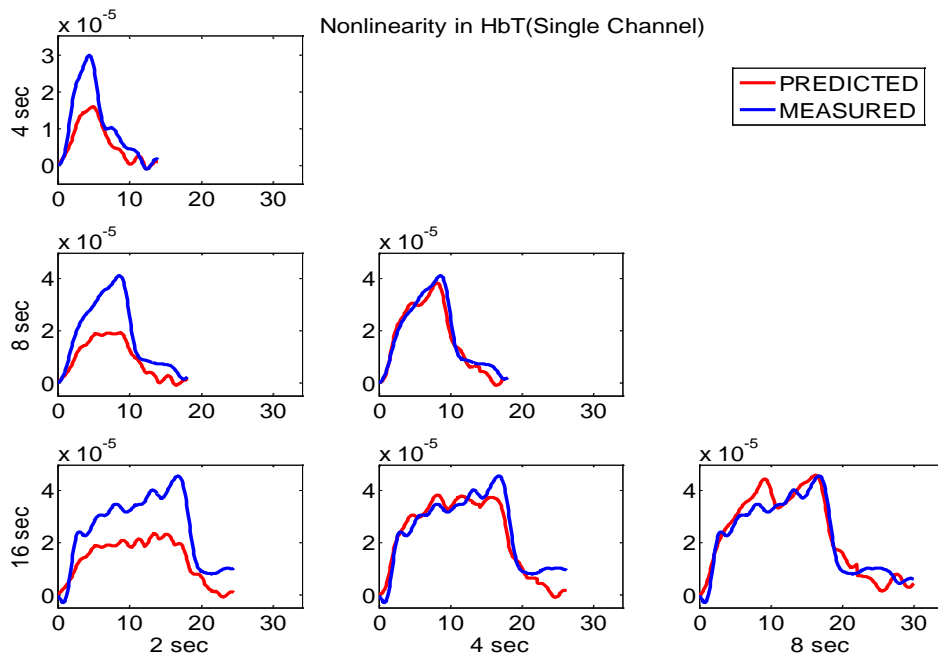 x 10^-5 Nonlinearity in HbT(Single Channel)
PREDICTED
MEASURED
4 sec
3
2
1
0
0 10 20 30
x 10^-5 x 10^-5
8 sec
4 4
2 2
0 0
0 10 20 30 0 10 20 30
x 10^-5 x 10^-5 x 10^-5
16 sec
4 4 4
2 2 2
0 0 0
0 10 20 30 0 10 20 30 0 10 20 30
2 sec 4 sec 8 sec